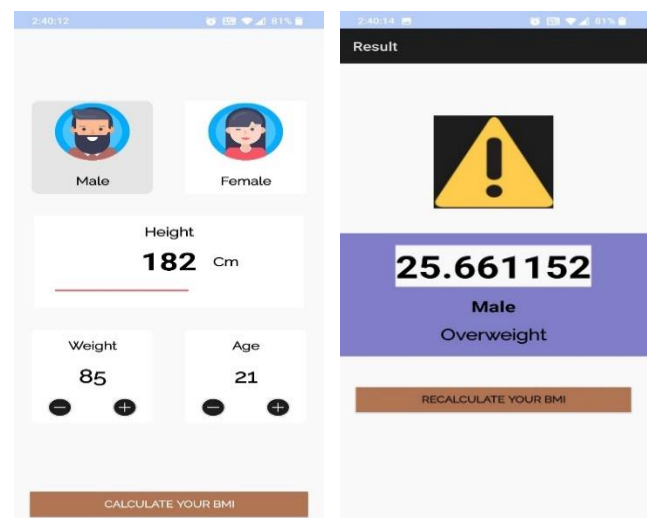 2:40:12
81%
Male
Female
Height
182 Cm
Weight
Age
85
21
CALCULATE YOUR BMI
2:40:14
81%
Result
25.661152
Male
Overweight
RECALCULATE YOUR BMI